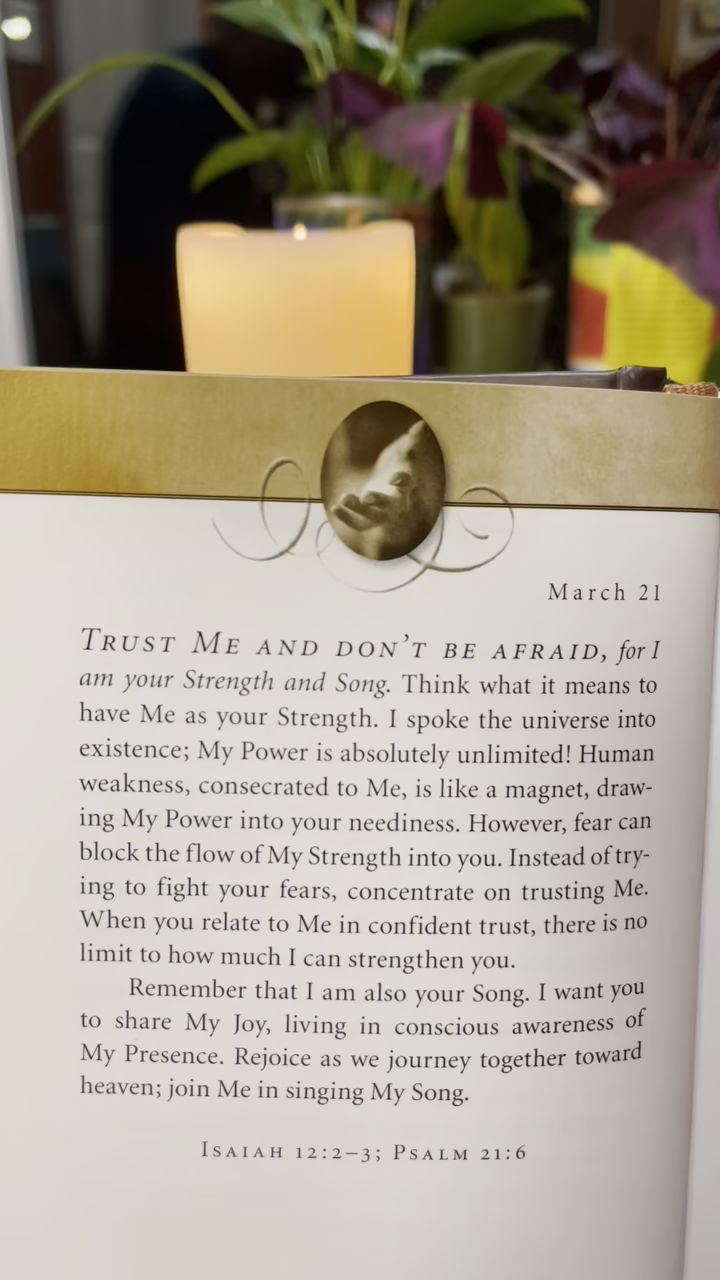 March 21
TRUST ME AND DON'T BE AFRAID, for I
am your Strength and Song. Think what it means to
have Me as your Strength. I spoke the universe into
existence; My Power is absolutely unlimited! Human
weakness, consecrated to Me, is like a magnet, draw-
ing My Power into your neediness. However, fear can
block the flow of My Strength into you. Instead of try-
ing to fight your fears, concentrate on trusting Me.
When you relate to Me in confident trust, there is no
limit to how much I can strengthen you.
Remember that I am also your Song. I want you
to share My Joy, living in conscious awareness of
My Presence. Rejoice as we journey together toward
heaven; join Me in singing My Song.
ISAIAH 12:2–3; PSALM 21:6